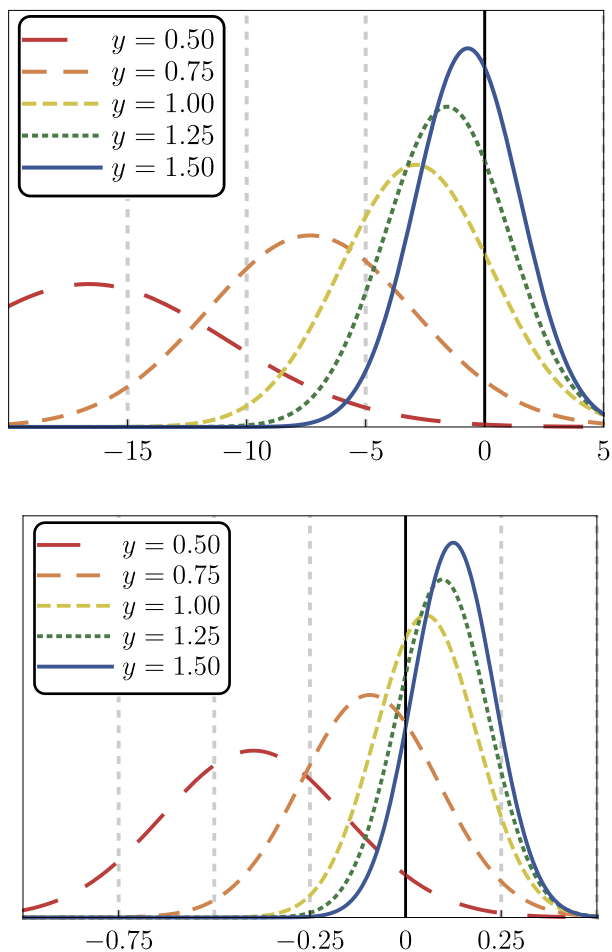 y = 0.50
y = 0.75
y = 1.00
y = 1.25
y = 1.50
−15 −10 −5 0 5
y = 0.50
y = 0.75
y = 1.00
y = 1.25
y = 1.50
−0.75 −0.25 0 0.25